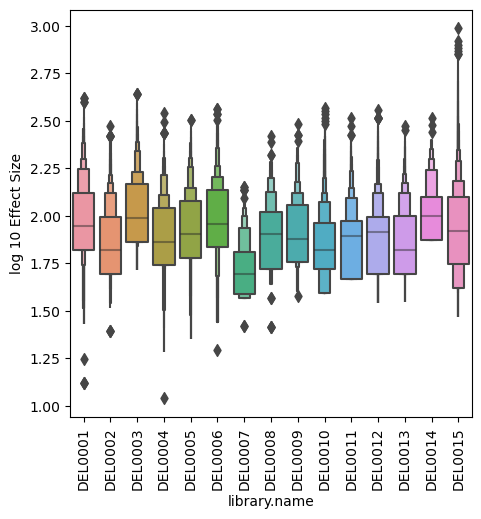 3.00
2.75
2.50
2.25
2.00
1.75
1.50
1.25
1.00
log 10 Effect Size
DEL0001
DEL0002
DEL0003
DEL0004
DEL0005
DEL0006
DEL0007
DEL0008
DEL0009
DEL0010
DEL0011
DEL0012
DEL0013
DEL0014
DEL0015
library.name